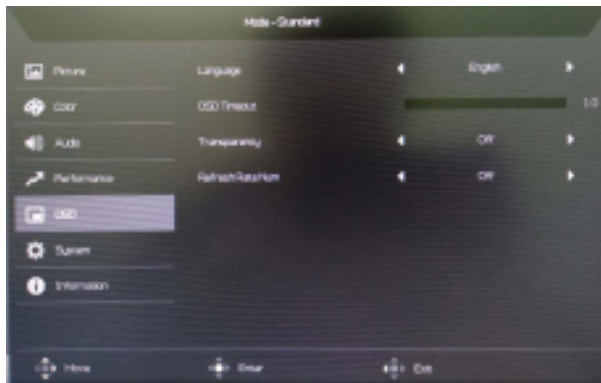 Mode - Standard
Picture
Language
English
Color
OSD Timeout
10
Audio
Transparency
Off
Performance
Refresh Rate Num
Off
OSD
System
Information
Move
Enter
Exit